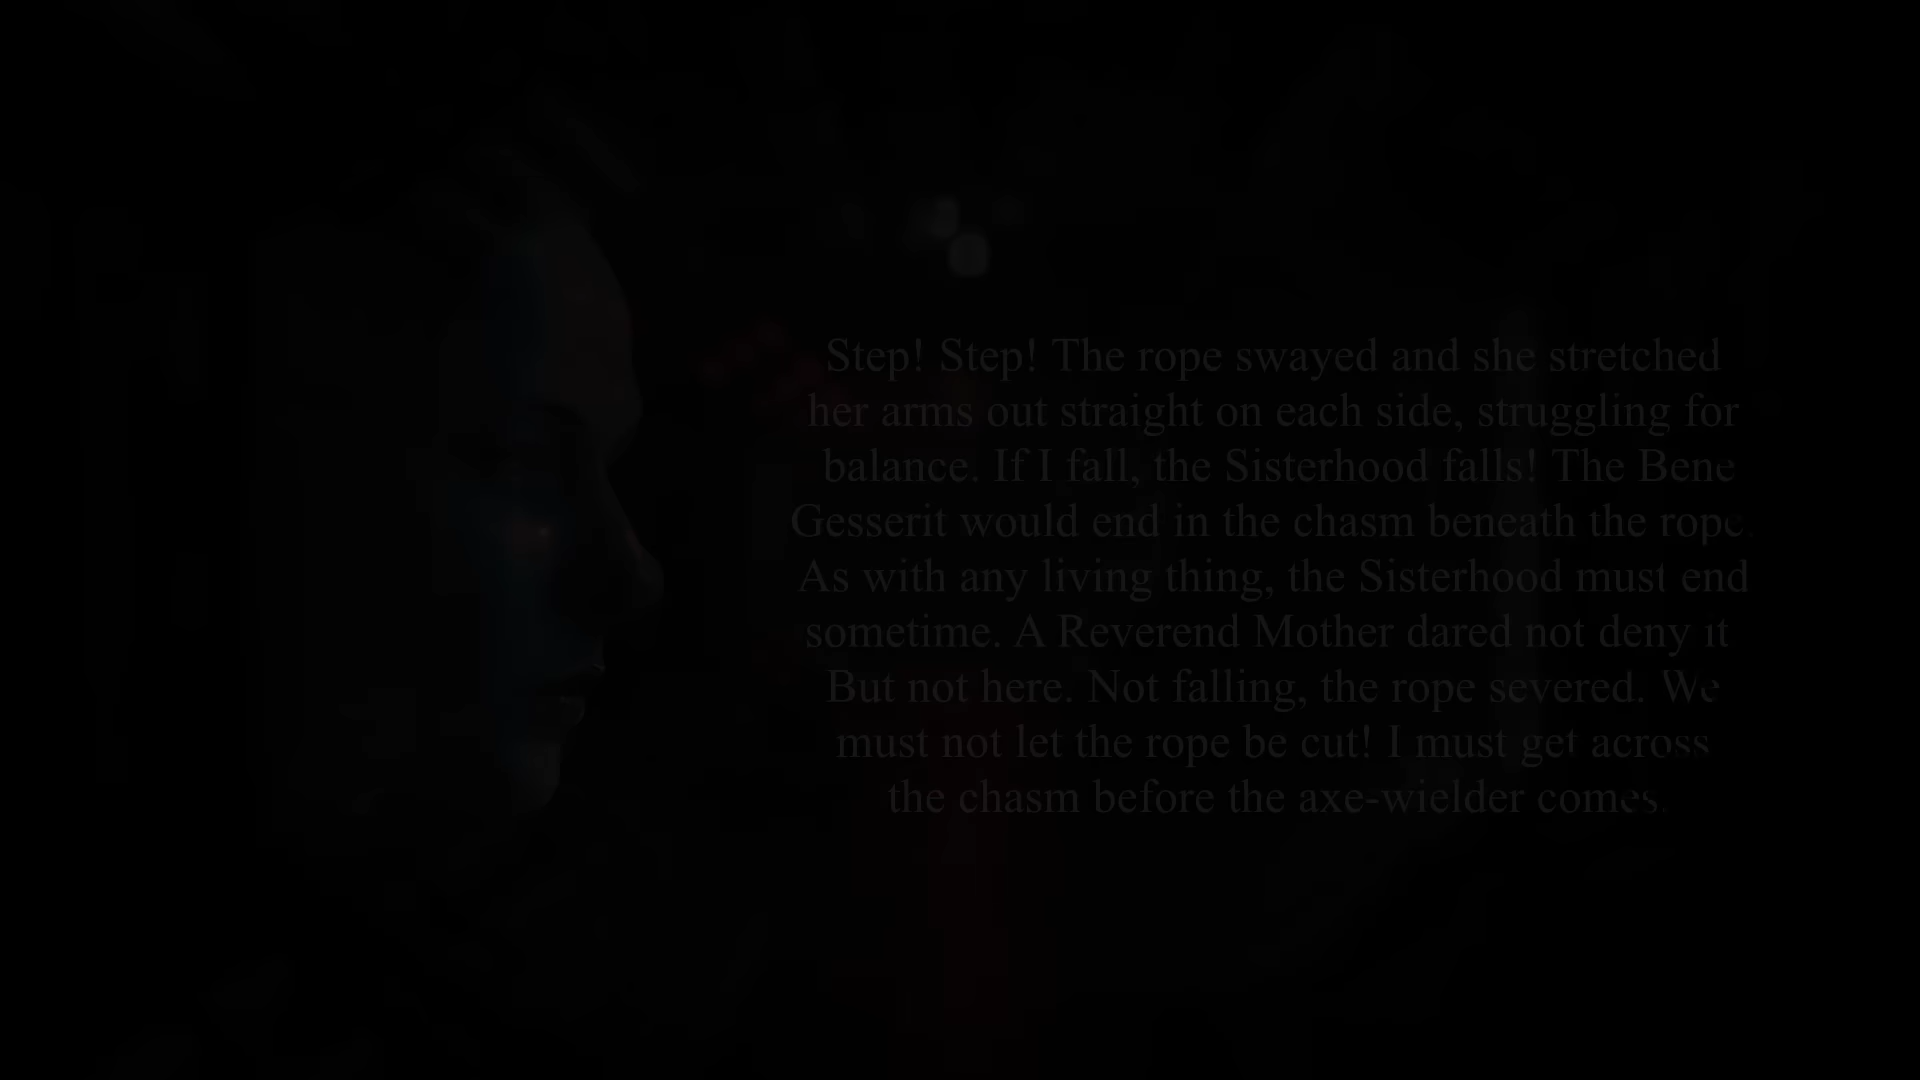 Step! Step! The rope swayed and she stretched
her arms out straight on each side, struggling for
balance. If I fall, the Sisterhood falls! The Bene
Gesserit would end in the chasm beneath the rope.
As with any living thing, the Sisterhood must end
sometime. A Reverend Mother dared not deny it
But not here. Not falling, the rope severed. We
must not let the rope be cut! I must get across
the chasm before the axe-wielder comes.